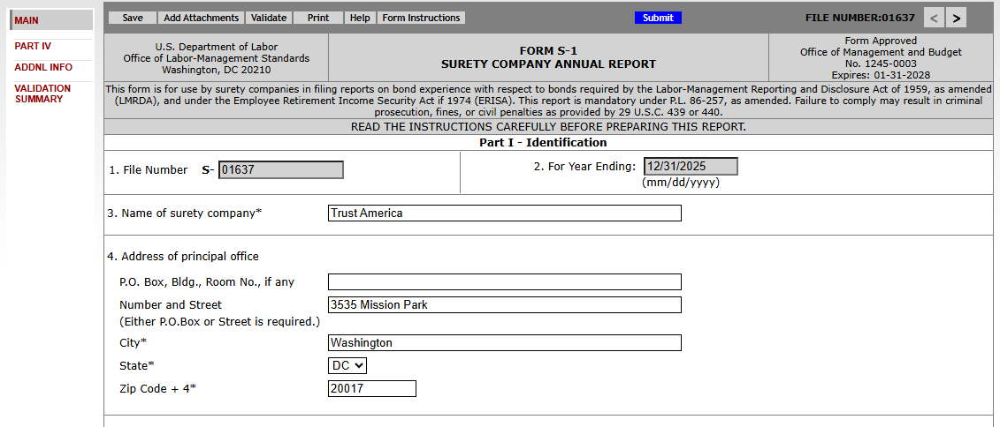 MAIN
PART IV
ADDNL INFO
VALIDATION
SUMMARY
Save Add Attachments Validate Print Help Form Instructions Submit FILE NUMBER:01637 < >
U.S. Department of Labor
Office of Labor-Management Standards
Washington, DC 20210
FORM S-1
SURETY COMPANY ANNUAL REPORT
Form Approved
Office of Management and Budget
No. 1245-0003
Expires: 01-31-2028
This form is for use by surety companies in filing reports on bond experience with respect to bonds required by the Labor-Management Reporting and Disclosure Act of 1959, as amended
(LMRDA), and under the Employee Retirement Income Security Act if 1974 (ERISA). This report is mandatory under P.L. 86-257, as amended. Failure to comply may result in criminal
prosecution, fines, or civil penalties as provided by 29 U.S.C. 439 or 440.
READ THE INSTRUCTIONS CAREFULLY BEFORE PREPARING THIS REPORT.
Part I - Identification
1. File Number S- 01637
2. For Year Ending: 12/31/2025
(mm/dd/yyyy)
3. Name of surety company* Trust America
4. Address of principal office
P.O. Box, Bldg., Room No., if any
Number and Street 3535 Mission Park
(Either P.O.Box or Street is required.)
City* Washington
State* DC
Zip Code + 4* 20017